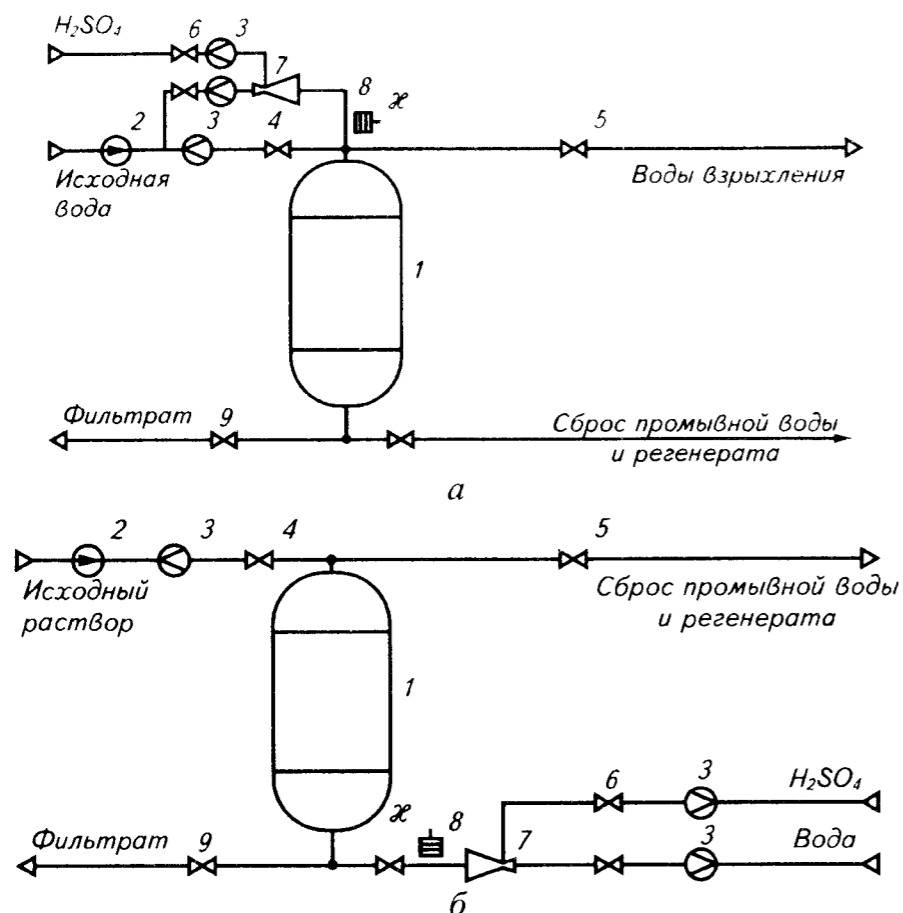 H₂SO₄
6
3
7
8
ϰ
2
3
4
5
Исходная
вода
Воды взрыхления
1
Фильтрат
9
Сброс промывной воды
и регенерата
а
2
3
4
5
Исходный
раствор
Сброс промывной воды
и регенерата
1
6
3
H₂SO₄
ϰ
8
7
3
Вода
Фильтрат
9
б